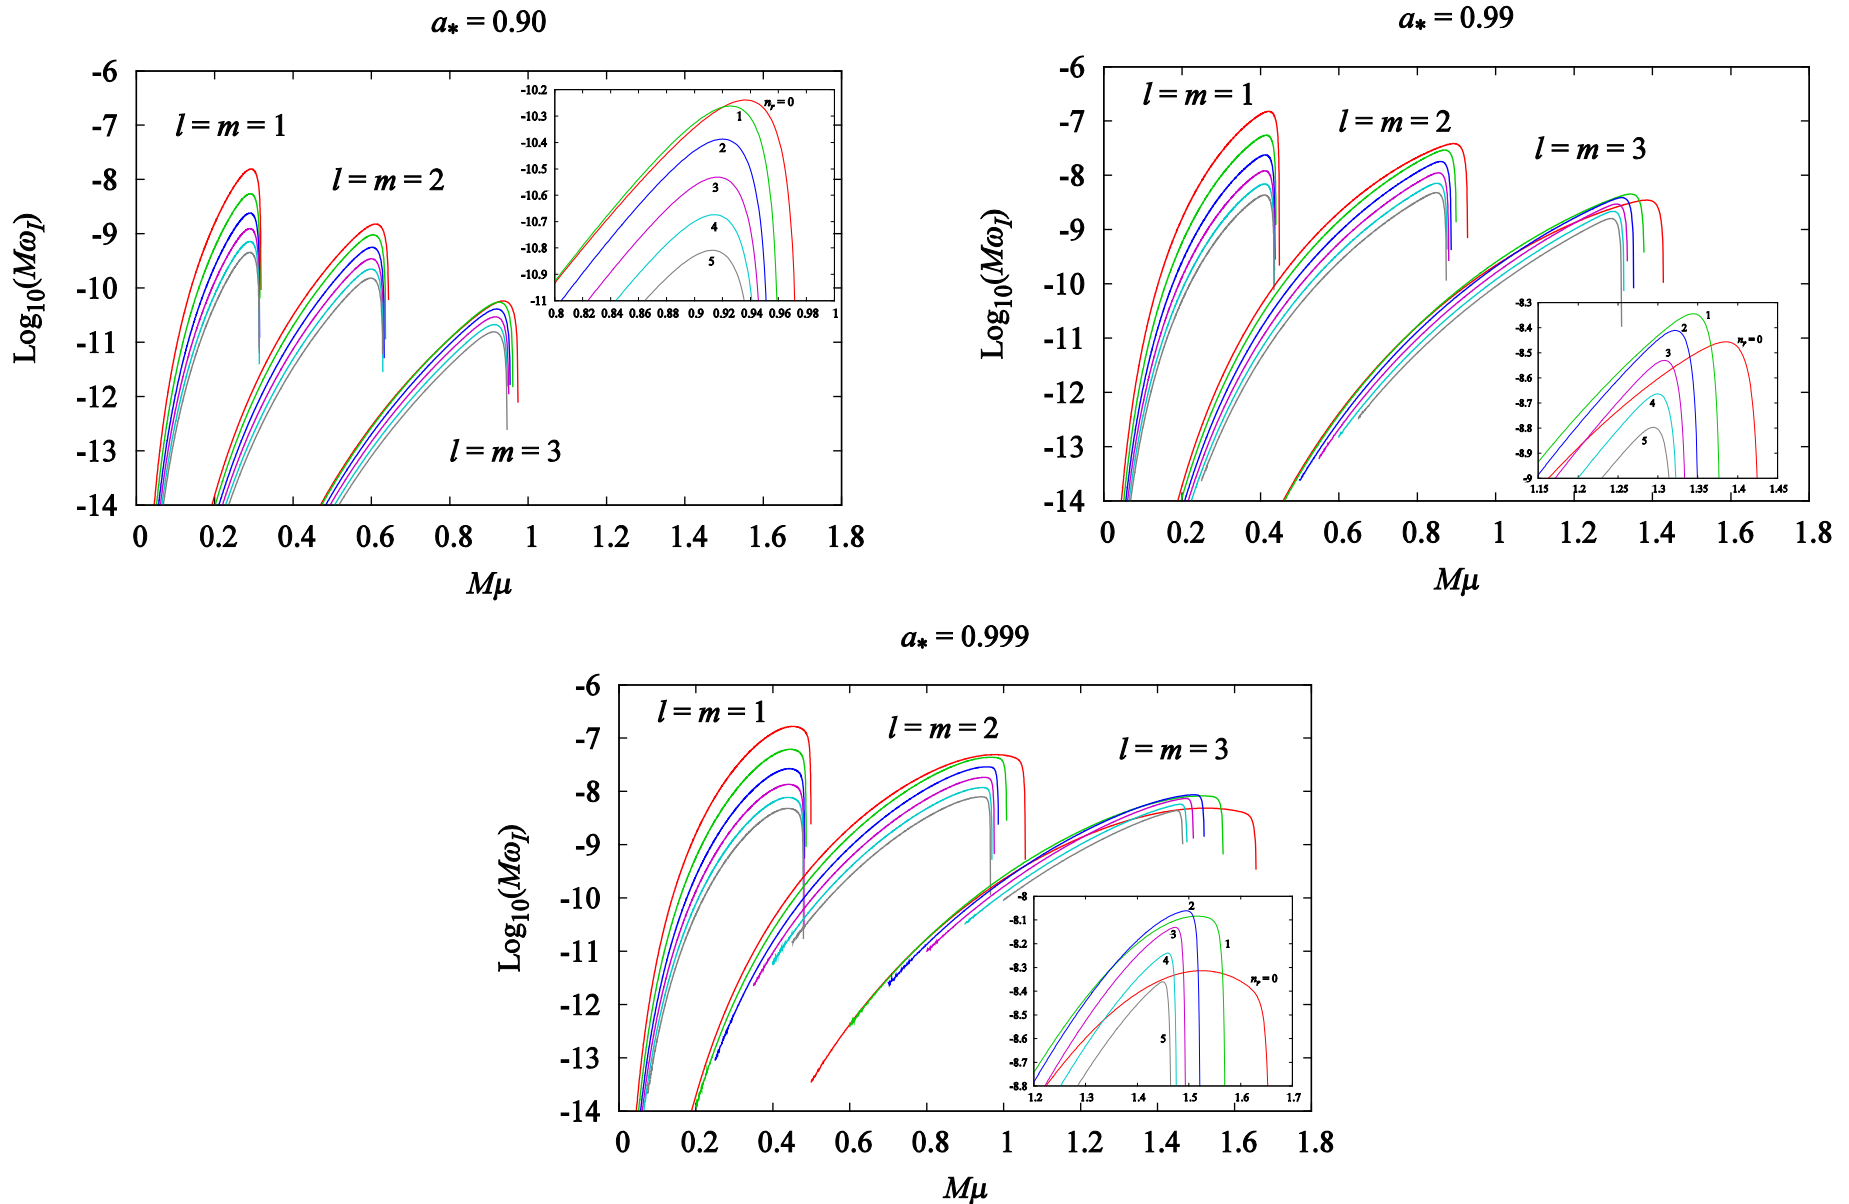 a* = 0.90
-6
-7
-8
-9
-10
-11
-12
-13
-14
Log10(MωI)
l = m = 1
l = m = 2
l = m = 3
-10.2
-10.3
-10.4
-10.5
-10.6
-10.7
-10.8
-10.9
-11
nr=0
1
2
3
4
5
0.8 0.82 0.84 0.86 0.88 0.9 0.92 0.94 0.96 0.98 1
0 0.2 0.4 0.6 0.8 1 1.2 1.4 1.6 1.8
Mμ
a* = 0.99
-6
-7
-8
-9
-10
-11
-12
-13
-14
Log10(MωI)
l = m = 1
l = m = 2
l = m = 3
-8.3
-8.4
-8.5
-8.6
-8.7
-8.8
-8.9
-9
1
2
nr=0
3
4
5
1.15 1.2 1.25 1.3 1.35 1.4 1.45
0 0.2 0.4 0.6 0.8 1 1.2 1.4 1.6 1.8
Mμ
a* = 0.999
-6
-7
-8
-9
-10
-11
-12
-13
-14
Log10(MωI)
l = m = 1
l = m = 2
l = m = 3
-8
-8.1
-8.2
-8.3
-8.4
-8.5
-8.6
-8.7
-8.8
2
3
1
4
nr=0
5
1.2 1.3 1.4 1.5 1.6 1.7
0 0.2 0.4 0.6 0.8 1 1.2 1.4 1.6 1.8
Mμ